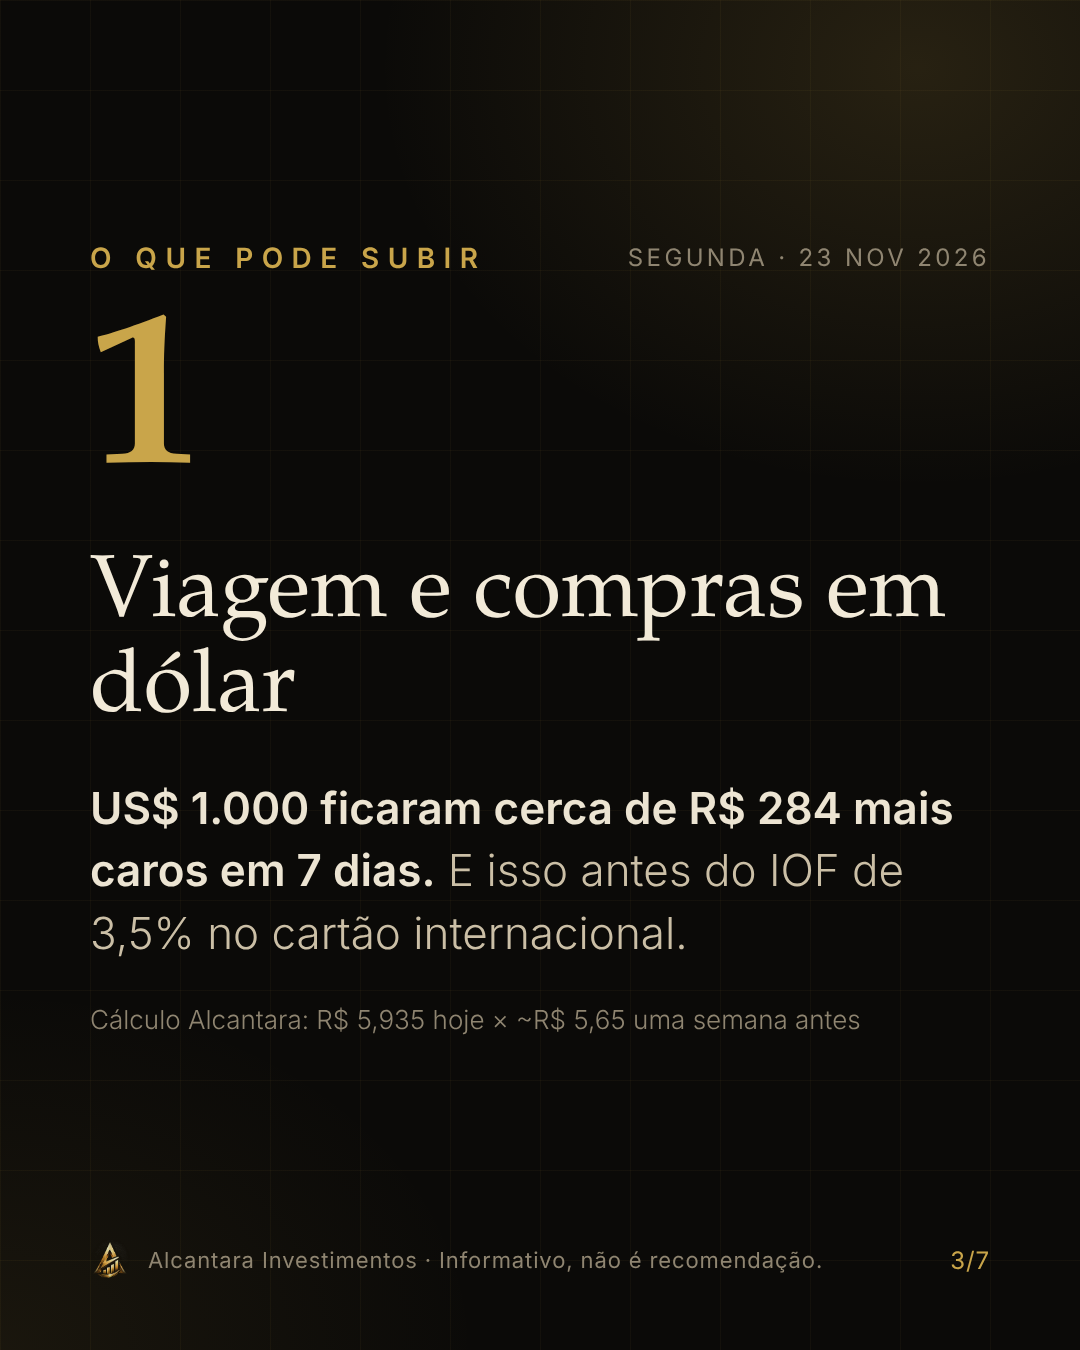 O QUE PODE SUBIR
SEGUNDA · 23 NOV 2026
1
Viagem e compras em
dólar
US$ 1.000 ficaram cerca de R$ 284 mais
caros em 7 dias. E isso antes do IOF de
3,5% no cartão internacional.
Cálculo Alcantara: R$ 5,935 hoje × ~R$ 5,65 uma semana antes
Alcantara Investimentos · Informativo, não é recomendação.
3/7